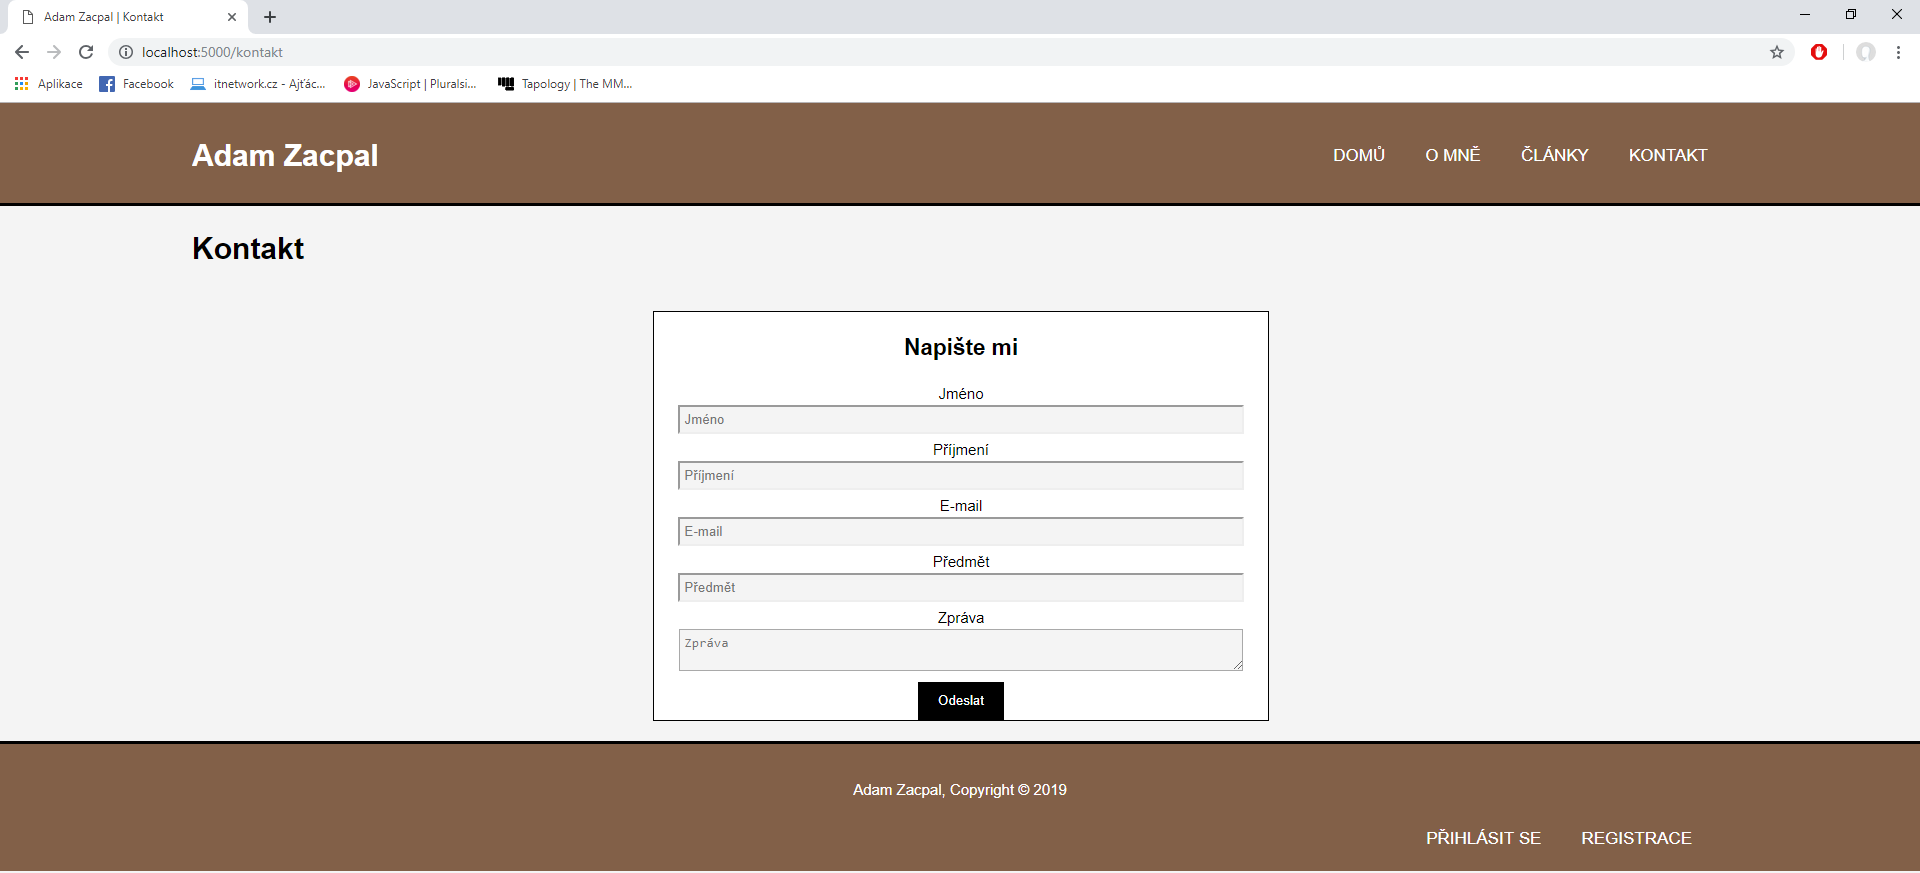 Adam Zacpal | Kontakt
localhost:5000/kontakt
Aplikace Facebook itnetwork.cz - Ajťác... JavaScript | Pluralsi... Tapology | The MM...
Adam Zacpal DOMŮ O MNĚ ČLÁNKY KONTAKT
Kontakt
Napište mi
Jméno
Jméno
Příjmení
Příjmení
E-mail
E-mail
Předmět
Předmět
Zpráva
Zpráva
Odeslat
Adam Zacpal, Copyright © 2019
PŘIHLÁSIT SE REGISTRACE